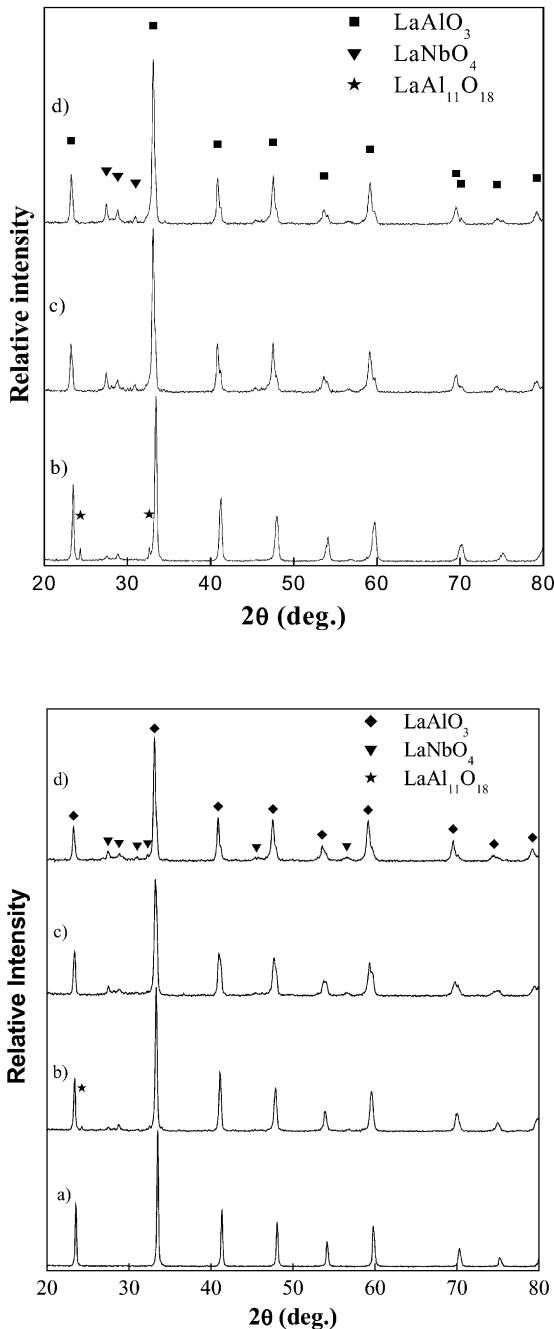 ■ LaAlO₃
▼ LaNbO₄
★ LaAl₁₁O₁₈
d)
c)
b)
Relative intensity
20 30 40 50 60 70 80
2θ (deg.)
◆ LaAlO₃
▼ LaNbO₄
★ LaAl₁₁O₁₈
d)
c)
b)
a)
Relative Intensity
20 30 40 50 60 70 80
2θ (deg.)